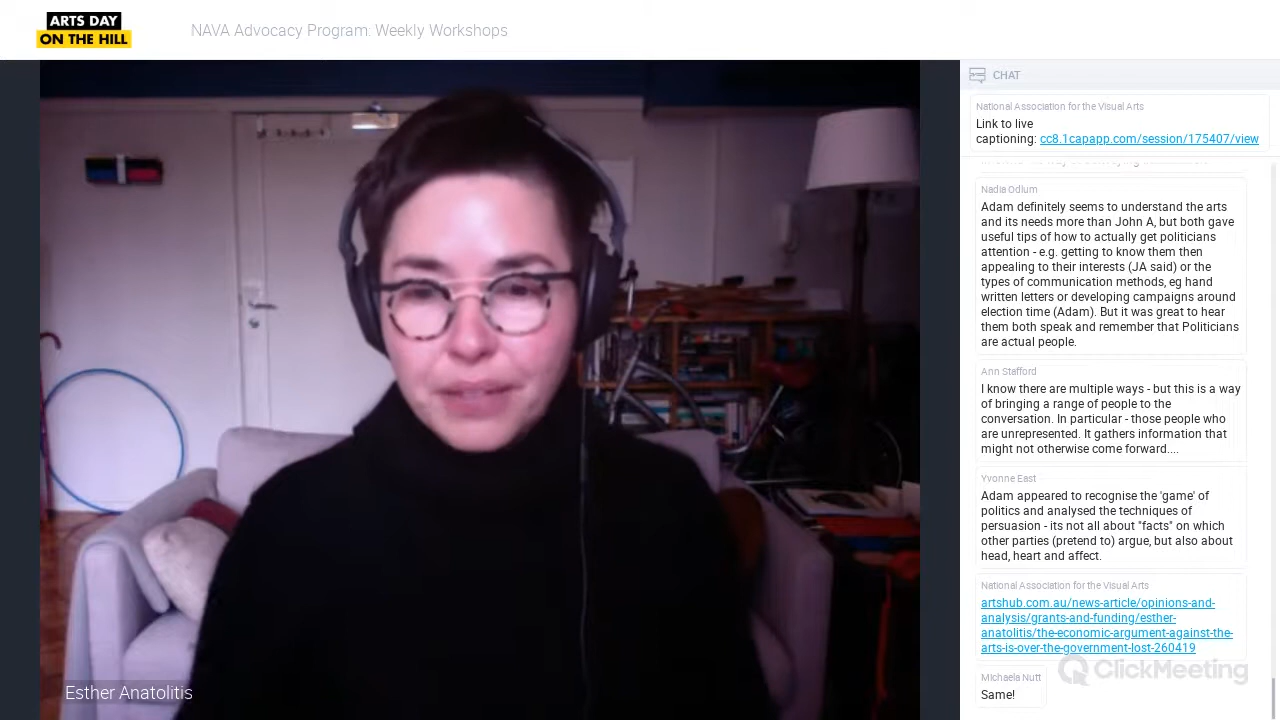 ARTS DAY
ON THE HILL
NAVA Advocacy Program: Weekly Workshops
CHAT
National Association for the Visual Arts
Link to live
captioning: cc8.1capapp.com/session/175407/view
Nadia Odlum
Adam definitely seems to understand the arts
and its needs more than John A, but both gave
useful tips of how to actually get politicians
attention - e.g. getting to know them then
appealing to their interests (JA said) or the
types of communication methods, eg hand
written letters or developing campaigns around
election time (Adam). But it was great to hear
them both speak and remember that Politicians
are actual people.
Ann Stafford
I know there are multiple ways - but this is a way
of bringing a range of people to the
conversation. In particular - those people who
are unrepresented. It gathers information that
might not otherwise come forward....
Yvonne East
Adam appeared to recognise the 'game' of
politics and analysed the techniques of
persuasion - its not all about "facts" on which
other parties (pretend to) argue, but also about
head, heart and affect.
National Association for the Visual Arts
artshub.com.au/news-article/opinions-and-
analysis/grants-and-funding/esther-
anatolitis/the-economic-argument-against-the-
arts-is-over-the-government-lost-260419
ClickMeeting
Michaela Nutt
Same!
Esther Anatolitis